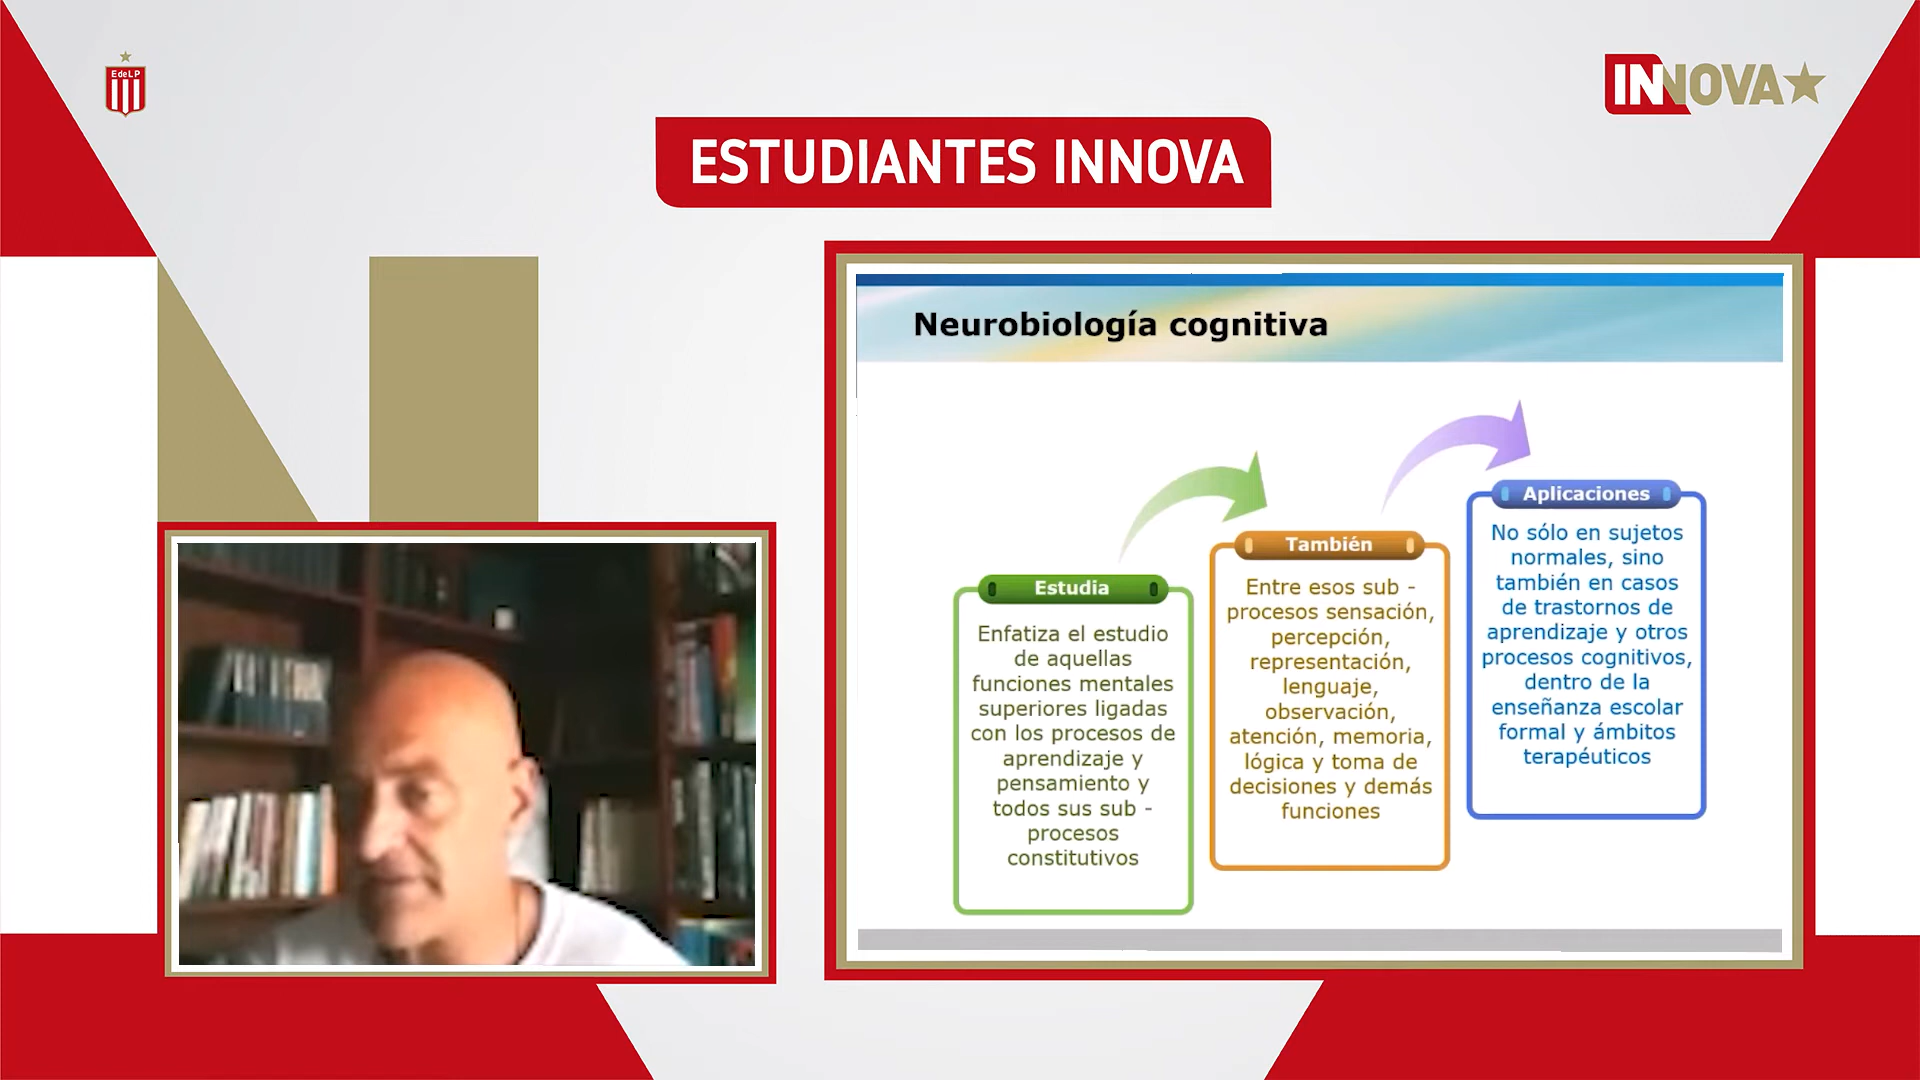 EdeLP
INNOVA
ESTUDIANTES INNOVA
Neurobiología cognitiva
Estudia
Enfatiza el estudio
de aquellas
funciones mentales
superiores ligadas
con los procesos de
aprendizaje y
pensamiento y
todos sus sub -
procesos
constitutivos
También
Entre esos sub -
procesos sensación,
percepción,
representación,
lenguaje,
observación,
atención, memoria,
lógica y toma de
decisiones y demás
funciones
Aplicaciones
No sólo en sujetos
normales, sino
también en casos
de trastornos de
aprendizaje y otros
procesos cognitivos,
dentro de la
enseñanza escolar
formal y ámbitos
terapéuticos